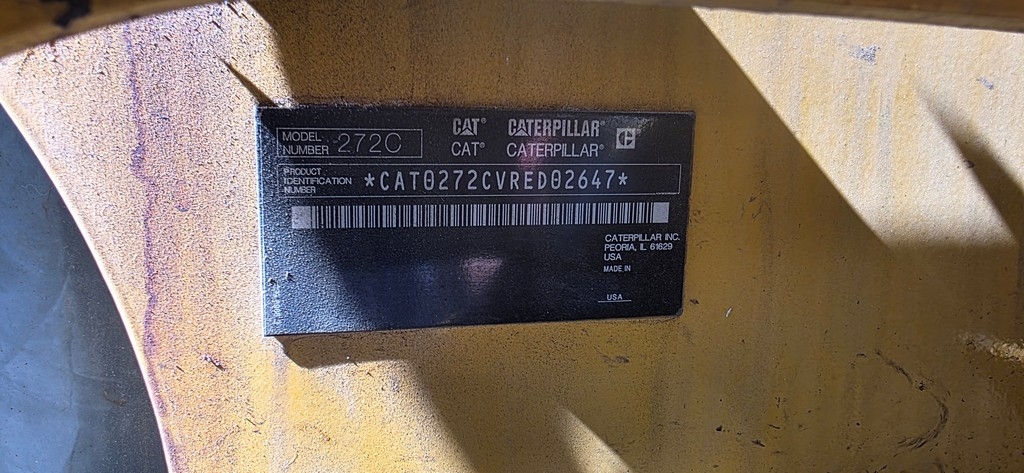 MODEL NUMBER 272C
CAT® CATERPILLAR®
CAT® CATERPILLAR®
PRODUCT IDENTIFICATION NUMBER *CAT0272CVRED02647*
CATERPILLAR INC.
PEORIA, IL 61629
USA
MADE IN
USA